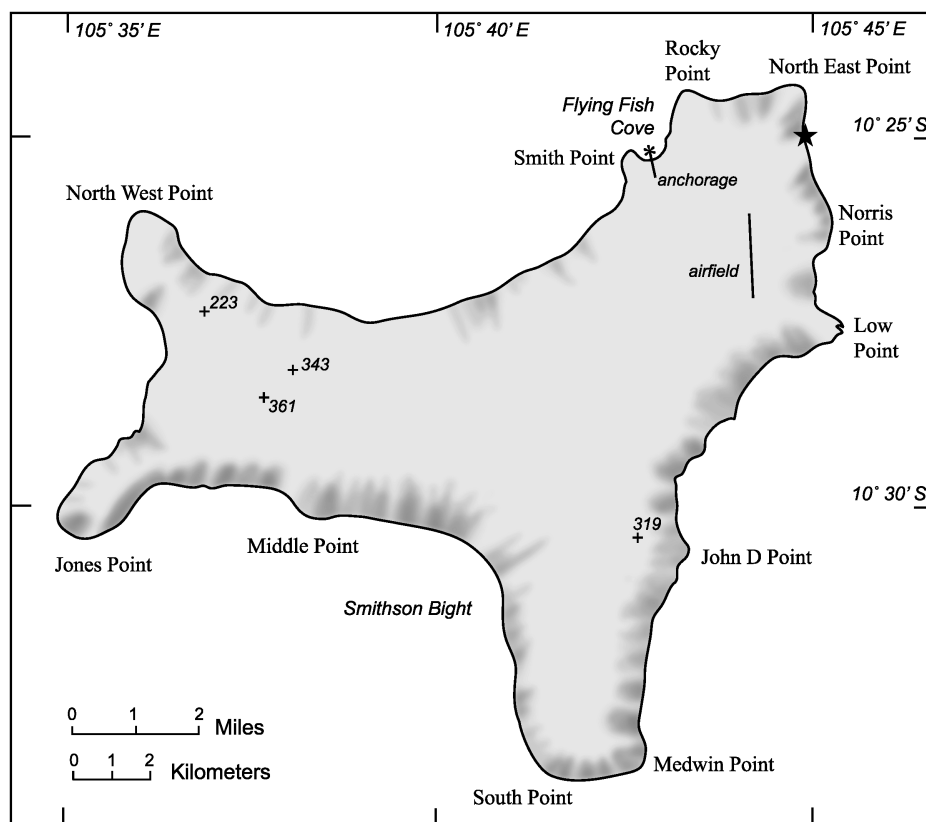 105° 35’ E
105° 40’ E
105° 45’ E
Rocky
Point
North East Point
Flying Fish
Cove
*
10° 25’ S
Smith Point
anchorage
North West Point
Norris
Point
airfield
223
Low
Point
343
361
10° 30’ S
319
Middle Point
John D Point
Jones Point
Smithson Bight
0 1 2
Miles
0 1 2
Kilometers
Medwin Point
South Point